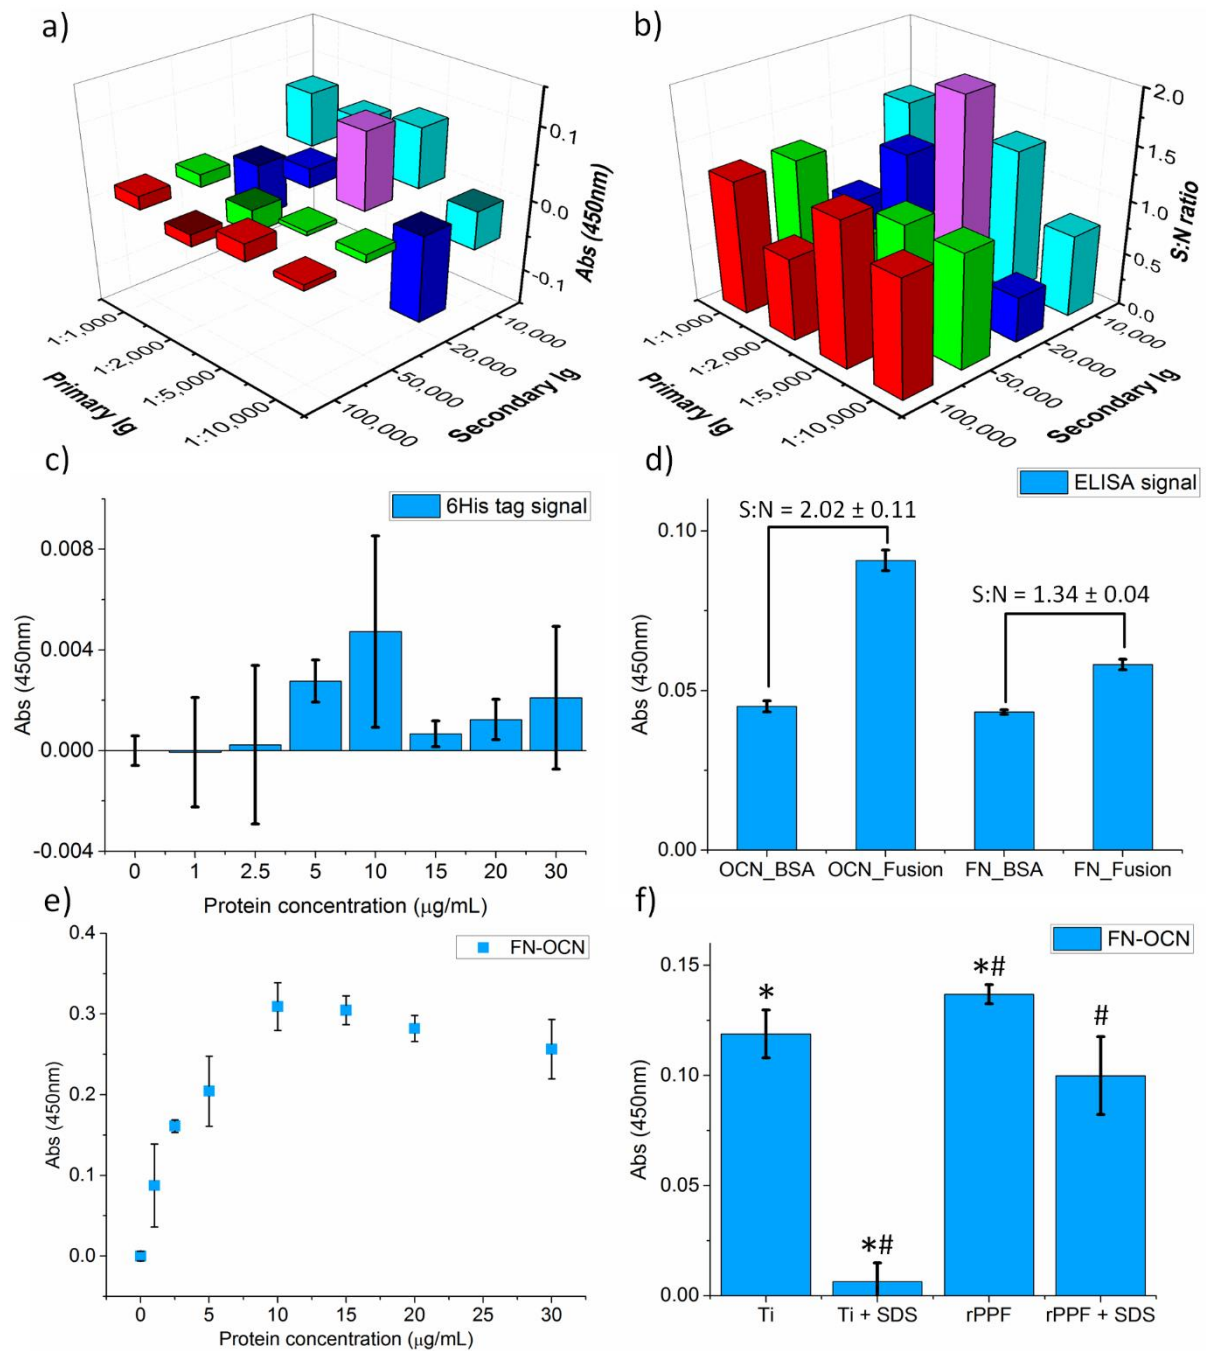 a)
0.1
0.0
-0.1
Abs (450nm)
1:1,000
1:2,000
1:5,000
1:10,000
Primary Ig
10,000
20,000
50,000
100,000
Secondary Ig
b)
2.0
1.5
1.0
0.5
0.0
S:N ratio
1:1,000
1:2,000
1:5,000
1:10,000
Primary Ig
10,000
20,000
50,000
100,000
Secondary Ig
c)
6His tag signal
0.008
0.004
0.000
-0.004
Abs (450nm)
0 1 2.5 5 10 15 20 30
Protein concentration (μg/mL)
d)
ELISA signal
S:N = 2.02 ± 0.11
S:N = 1.34 ± 0.04
0.10
0.05
0.00
Abs (450nm)
OCN_BSA OCN_Fusion FN_BSA FN_Fusion
e)
FN-OCN
0.4
0.3
0.2
0.1
0.0
Abs (450nm)
0 5 10 15 20 25 30
Protein concentration (μg/mL)
f)
FN-OCN
0.15
0.10
0.05
0.00
Abs (450nm)
*
*#
*#
#
Ti Ti + SDS rPPF rPPF + SDS